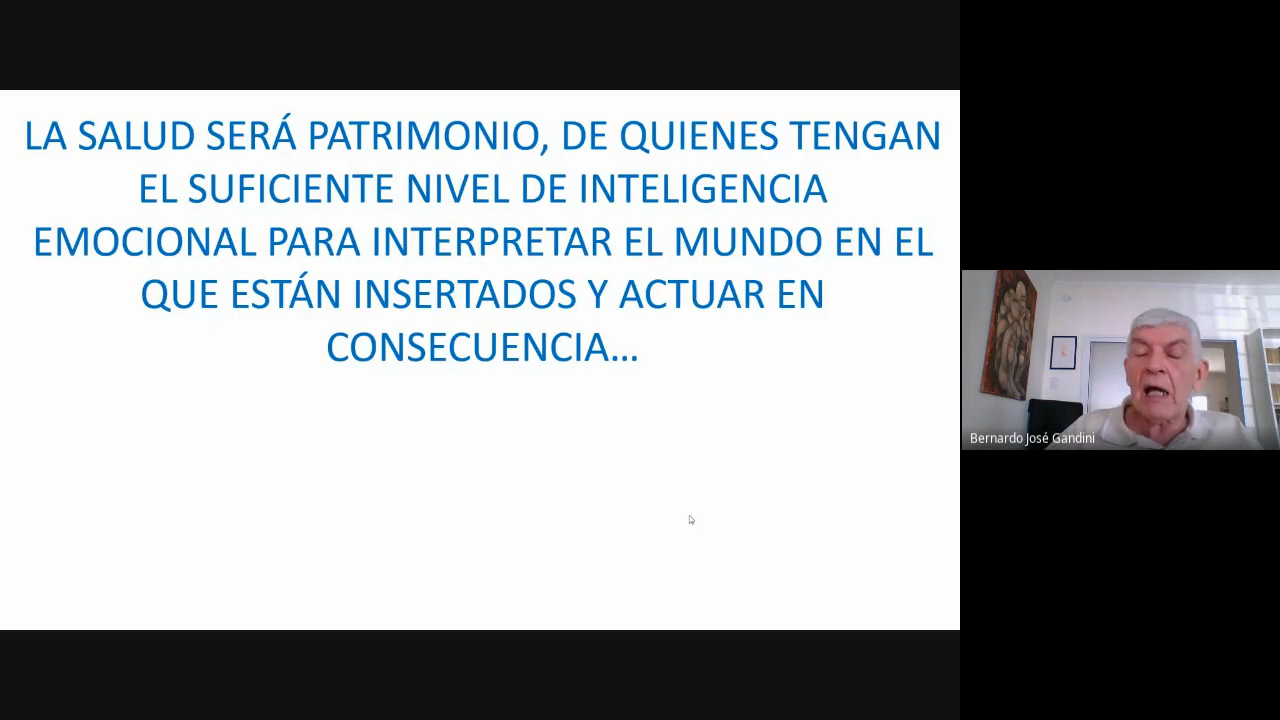 LA SALUD SERÁ PATRIMONIO, DE QUIENES TENGAN
EL SUFICIENTE NIVEL DE INTELIGENCIA
EMOCIONAL PARA INTERPRETAR EL MUNDO EN EL
QUE ESTÁN INSERTADOS Y ACTUAR EN
CONSECUENCIA...
Bernardo José Gandini